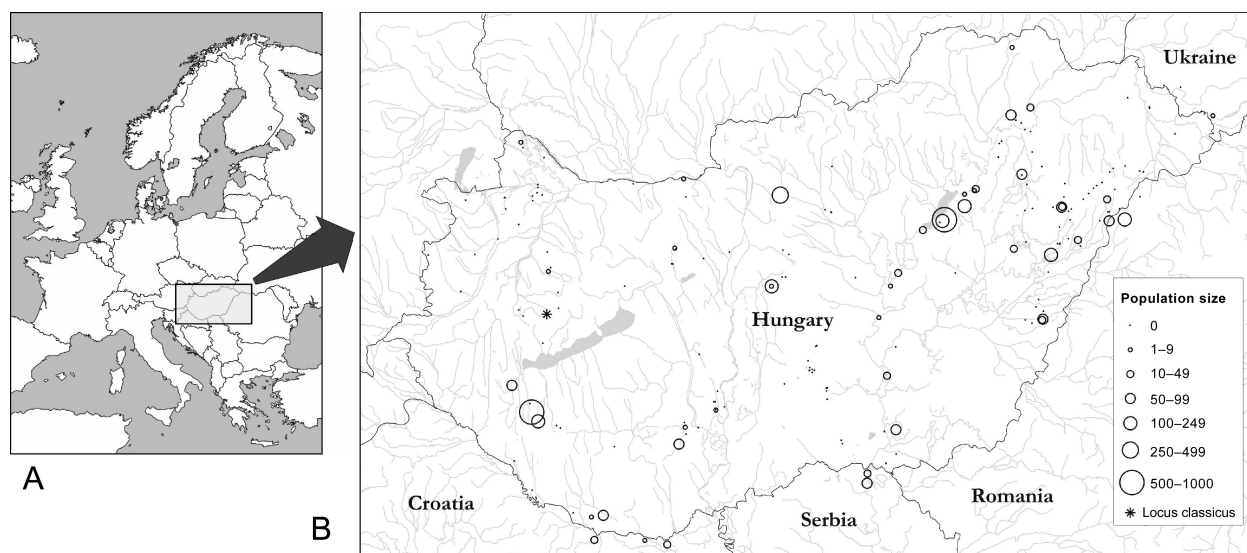 A
B
Ukraine
Hungary
Croatia
Serbia
Romania
Population size
0
1–9
10–49
50–99
100–249
250–499
500–1000
Locus classicus